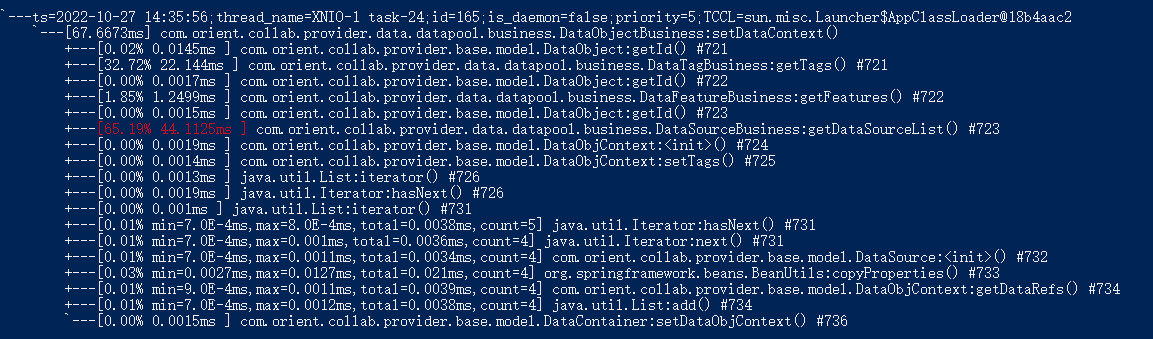 `---ts=2022-10-27 14:35:56;thread_name=XNIO-1 task-24;id=165;is_daemon=false;priority=5;TCCL=sun.misc.Launcher$AppClassLoader@18b4aac2
`---[67.6673ms] com.orient.collab.provider.data.datapool.business.DataObjectBusiness:setDataContext()
+---[0.02% 0.0145ms ] com.orient.collab.provider.base.model.DataObject:getId() #721
+---[32.72% 22.144ms ] com.orient.collab.provider.data.datapool.business.DataTagBusiness:getTags() #721
+---[0.00% 0.0017ms ] com.orient.collab.provider.base.model.DataObject:getId() #722
+---[1.85% 1.2499ms ] com.orient.collab.provider.data.datapool.business.DataFeatureBusiness:getFeatures() #722
+---[0.00% 0.0015ms ] com.orient.collab.provider.base.model.DataObject:getId() #723
+---[65.19% 44.1125ms ] com.orient.collab.provider.data.datapool.business.DataSourceBusiness:getDataSourceList() #723
+---[0.00% 0.0019ms ] com.orient.collab.provider.base.model.DataObjContext:<init>() #724
+---[0.00% 0.0014ms ] com.orient.collab.provider.base.model.DataObjContext:setTags() #725
+---[0.00% 0.0013ms ] java.util.List:iterator() #726
+---[0.00% 0.0019ms ] java.util.Iterator:hasNext() #726
+---[0.00% 0.001ms ] java.util.List:iterator() #731
+---[0.01% min=7.0E-4ms,max=8.0E-4ms,total=0.0038ms,count=5] java.util.Iterator:hasNext() #731
+---[0.01% min=7.0E-4ms,max=0.001ms,total=0.0036ms,count=4] java.util.Iterator:next() #731
+---[0.01% min=7.0E-4ms,max=0.0011ms,total=0.0034ms,count=4] com.orient.collab.provider.base.model.DataSource:<init>() #732
+---[0.03% min=0.0027ms,max=0.0127ms,total=0.021ms,count=4] org.springframework.beans.BeanUtils:copyProperties() #733
+---[0.01% min=9.0E-4ms,max=0.0011ms,total=0.0039ms,count=4] com.orient.collab.provider.base.model.DataObjContext:getDataRefs() #734
+---[0.01% min=7.0E-4ms,max=0.0012ms,total=0.0038ms,count=4] java.util.List:add() #734
`---[0.00% 0.0015ms ] com.orient.collab.provider.base.model.DataContainer:setDataObjContext() #736